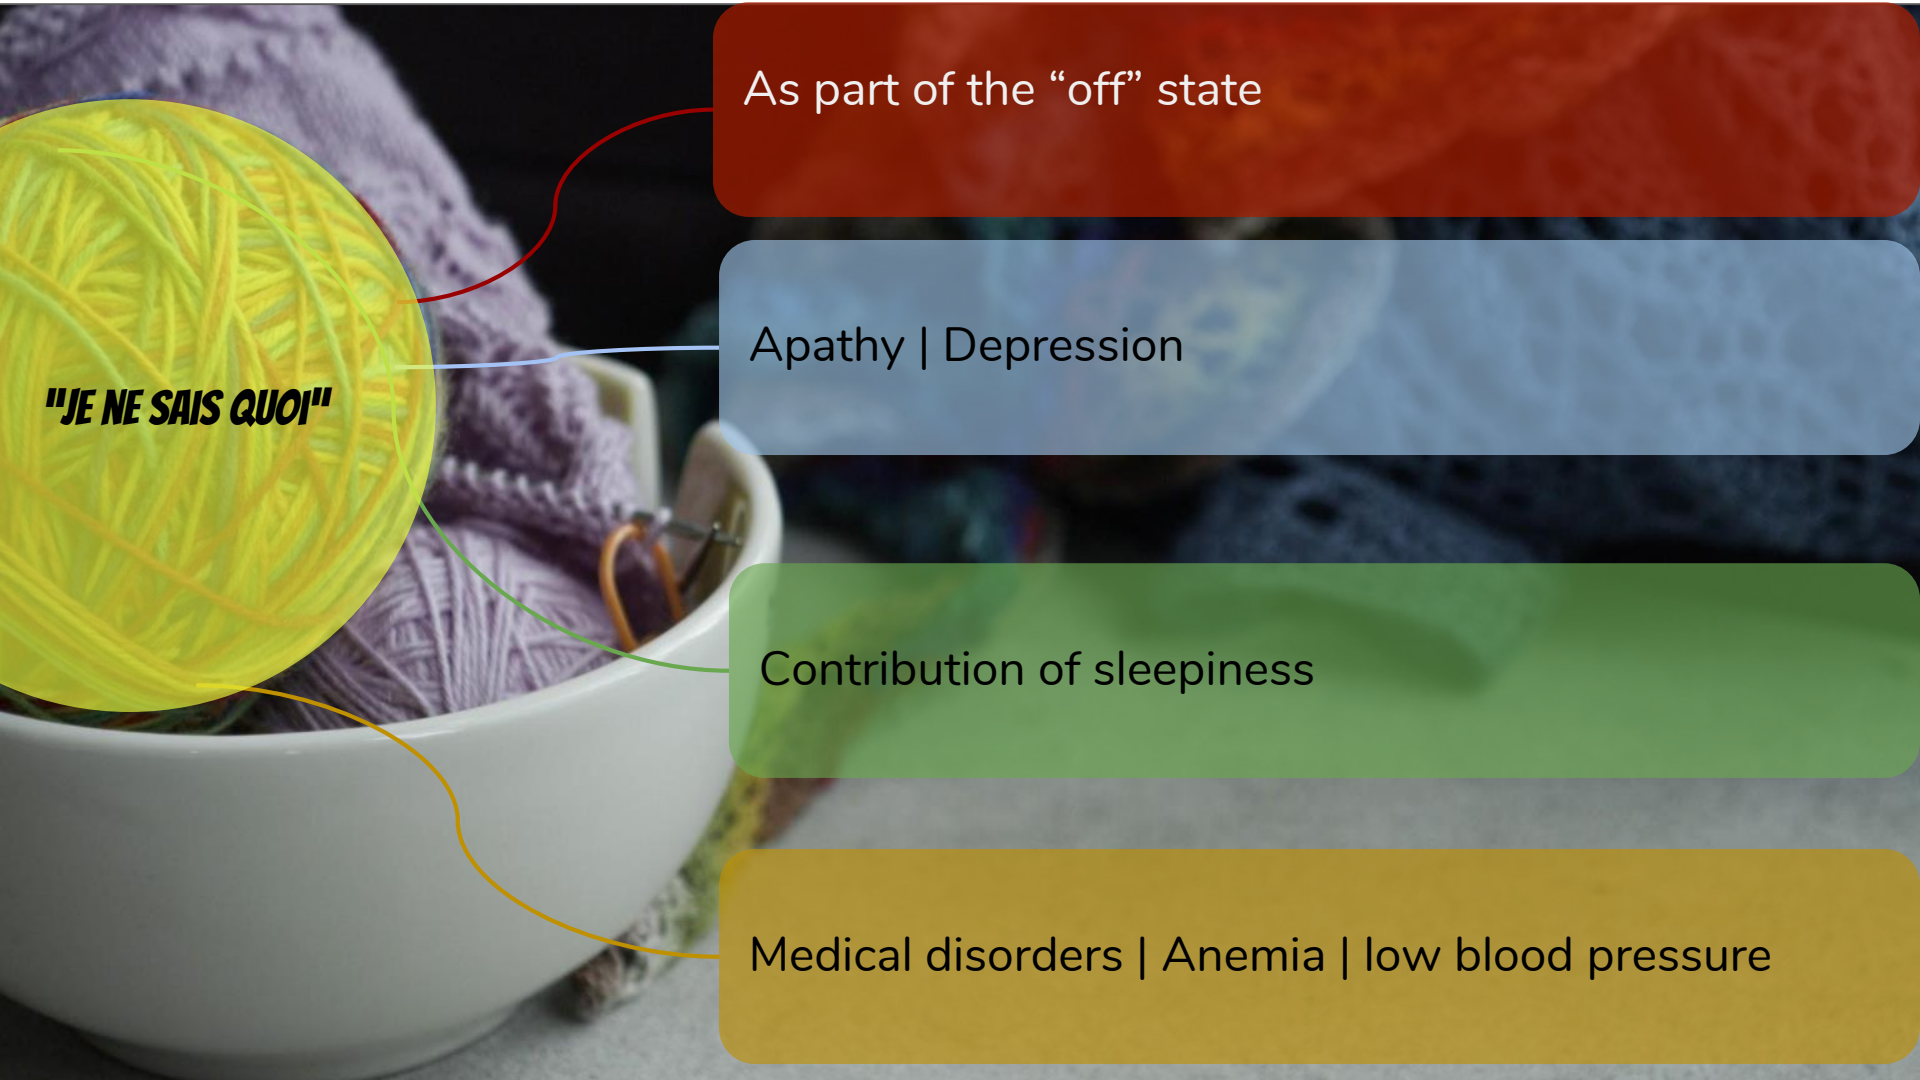 As part of the “off” state
Apathy | Depression
"JE NE SAIS QUOI"
Contribution of sleepiness
Medical disorders | Anemia | low blood pressure